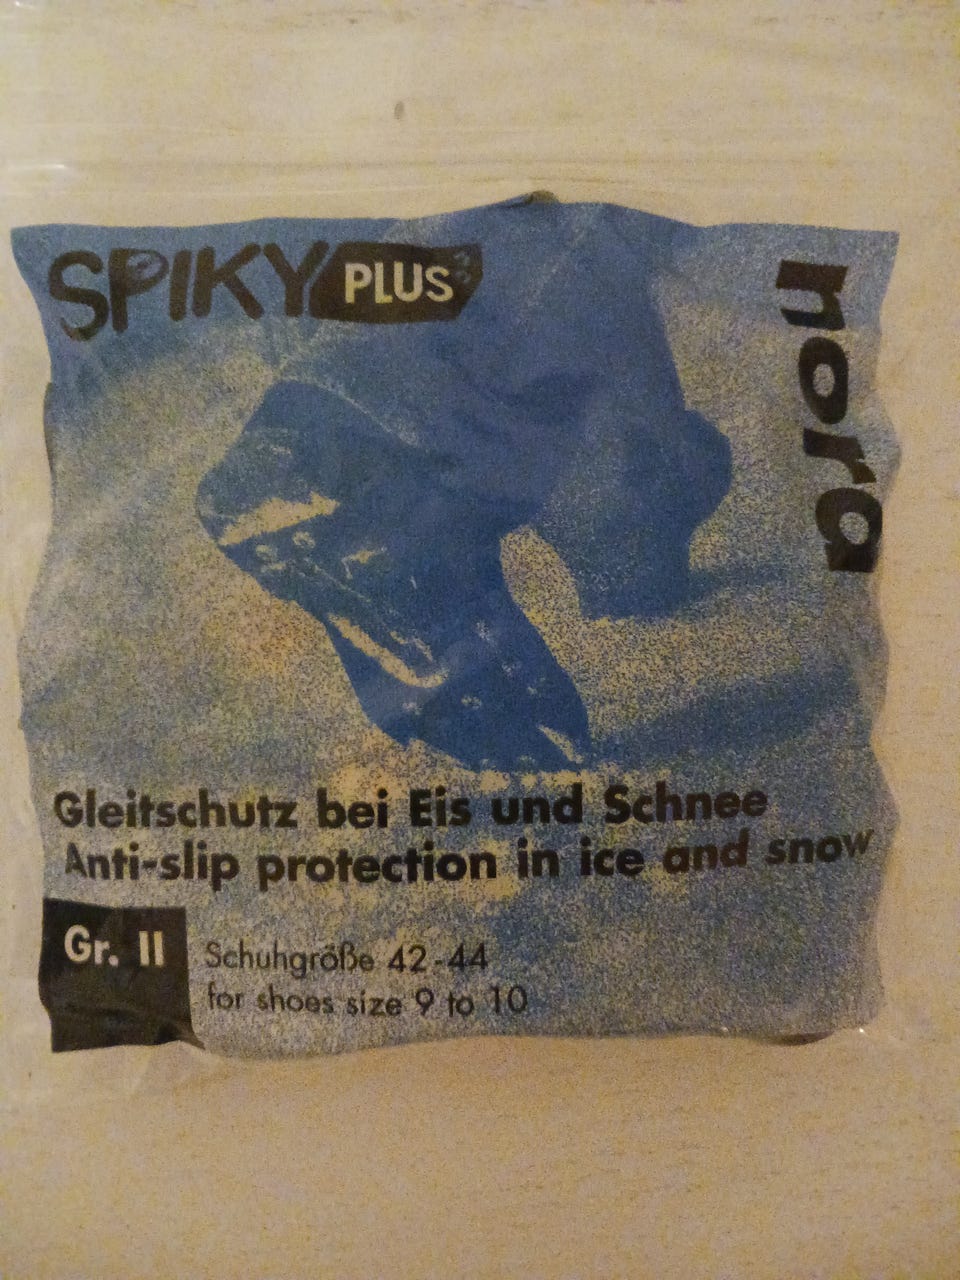 SPIKY PLUS
nora
Gleitschutz bei Eis und Schnee
Anti-slip protection in ice and snow
Gr. II
Schuhgröße 42-44
for shoes size 9 to 10